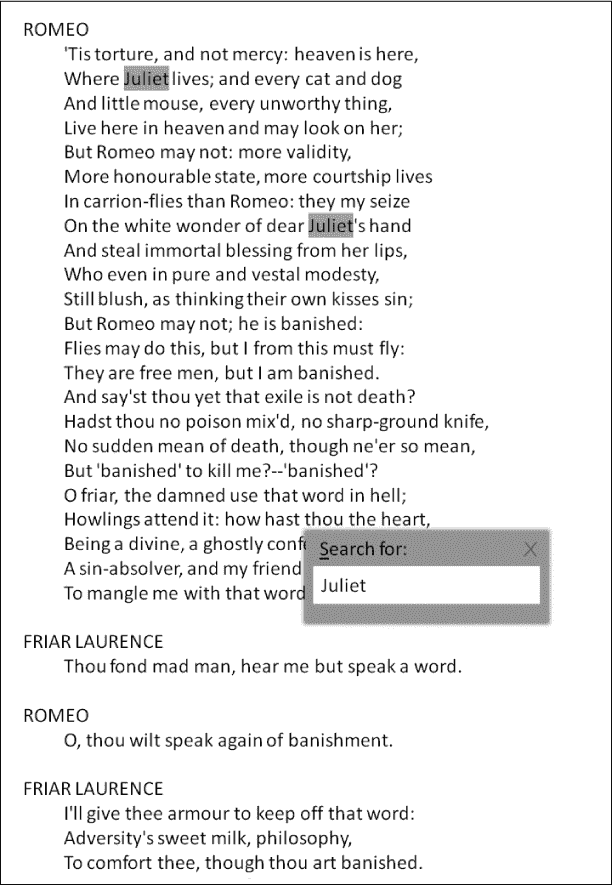 ROMEO
'Tis torture, and not mercy: heaven is here,
Where Juliet lives; and every cat and dog
And little mouse, every unworthy thing,
Live here in heaven and may look on her;
But Romeo may not: more validity,
More honourable state, more courtship lives
In carrion-flies than Romeo: they my seize
On the white wonder of dear Juliet's hand
And steal immortal blessing from her lips,
Who even in pure and vestal modesty,
Still blush, as thinking their own kisses sin;
But Romeo may not; he is banished:
Flies may do this, but I from this must fly:
They are free men, but I am banished.
And say'st thou yet that exile is not death?
Hadst thou no poison mix'd, no sharp-ground knife,
No sudden mean of death, though ne'er so mean,
But 'banished' to kill me?--'banished'?
O friar, the damned use that word in hell;
Howlings attend it: how hast thou the heart,
Being a divine, a ghostly
A sin-absolver, and my friend
To mangle me with that word
Search for: X
Juliet
FRIAR LAURENCE
Thou fond mad man, hear me but speak a word.
ROMEO
O, thou wilt speak again of banishment.
FRIAR LAURENCE
I'll give thee armour to keep off that word:
Adversity's sweet milk, philosophy,
To comfort thee, though thou art banished.